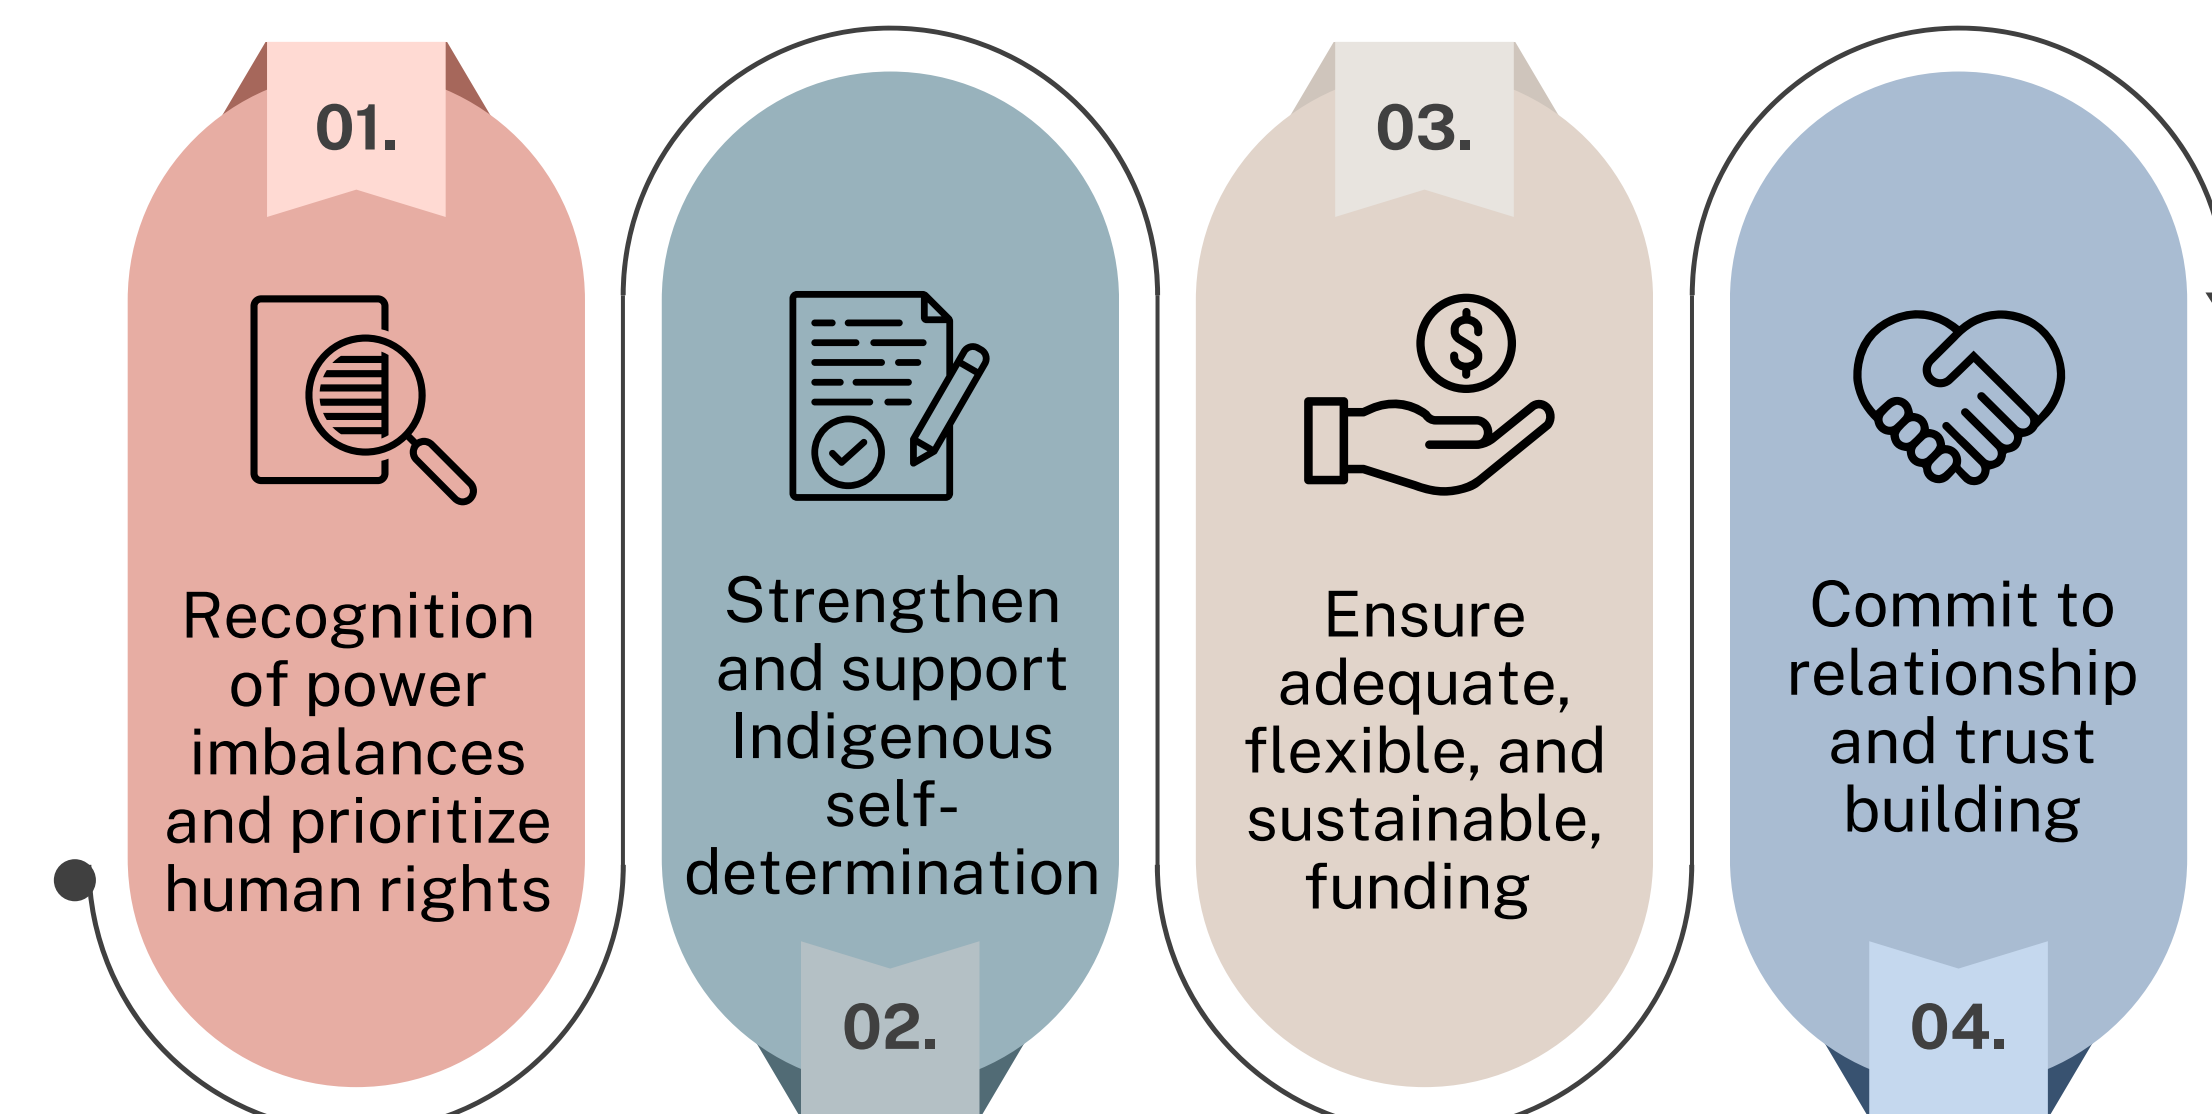 01.
Recognition
of power
imbalances
and prioritize
human rights
Strengthen
and support
Indigenous
self-
determination
02.
03.
$
Ensure
adequate,
flexible, and
sustainable,
funding
Commit to
relationship
and trust
building
04.